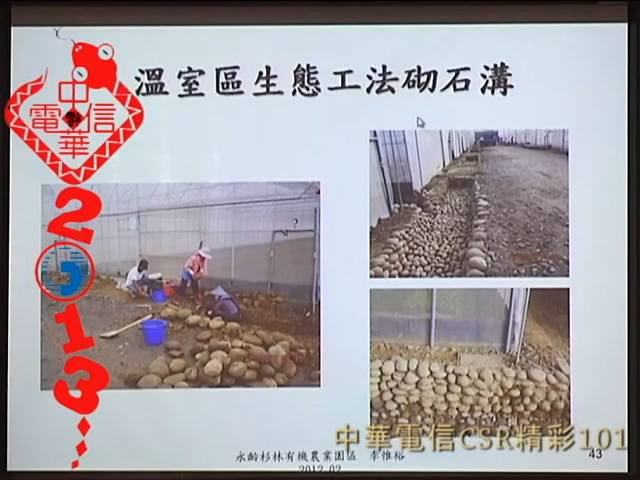 溫室區生態工法砌石溝
中
電信
華
2013
中華電信CSR精彩101
永齡杉林有機農業園區 李惟裕
2012.02
43